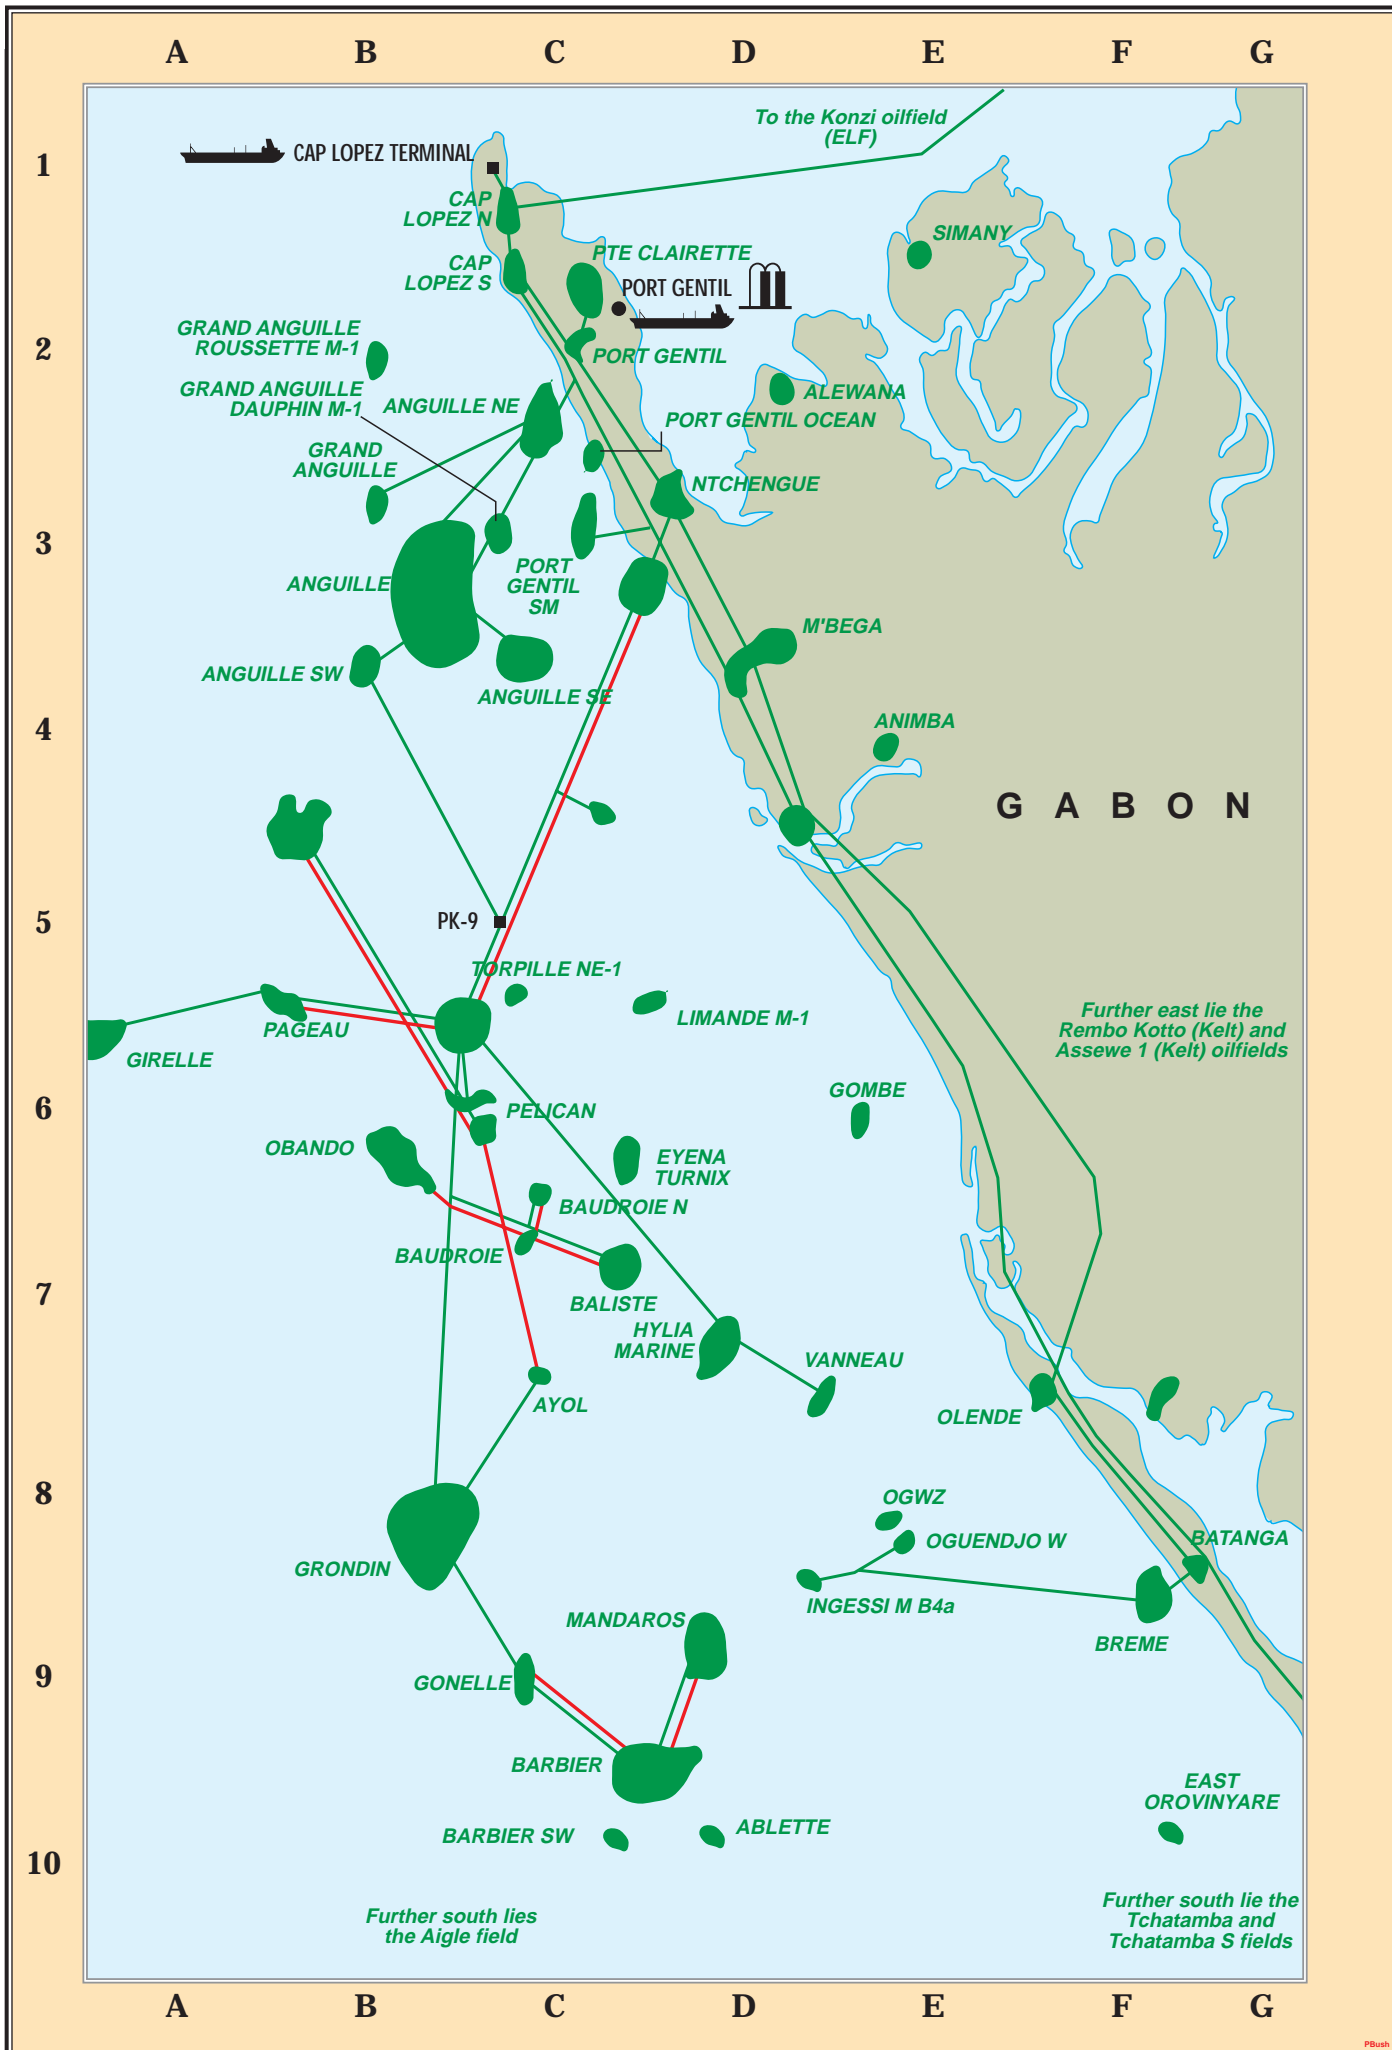 A B C D E F G
To the Konzi oilfield
(ELF)
1
CAP LOPEZ TERMINAL
CAP
LOPEZ N
SIMANY
PTE CLAIRETTE
CAP
LOPEZ S
PORT GENTIL
GRAND ANGUILLE
ROUSSETTE M-1
2
PORT GENTIL
GRAND ANGUILLE
DAUPHIN M-1
ANGUILLE NE
ALEWANA
PORT GENTIL OCEAN
GRAND
ANGUILLE
NTCHENGUE
3
PORT
GENTIL
SM
ANGUILLE
M'BEGA
ANGUILLE SW
ANGUILLE SE
4
ANIMBA
GABON
5
PK-9
TORPILLE NE-1
LIMANDE M-1
Further east lie the
Rembo Kotto (Kelt) and
Assewe 1 (Kelt) oilfields
PAGEAU
GIRELLE
GOMBE
6
PELICAN
OBANDO
EYENA
TURNIX
BAUDROIE N
BAUDROIE
7
BALISTE
HYLIA
MARINE
VANNEAU
AYOL
OLENDE
8
OGWZ
OGUENDJO W
BATANGA
GRONDIN
INGESSI M B4a
MANDAROS
BREME
9
GONELLE
BARBIER
EAST
OROVINYARE
BARBIER SW
ABLETTE
10
Further south lies
the Aigle field
Further south lie the
Tchatamba and
Tchatamba S fields
A B C D E F G
PBush